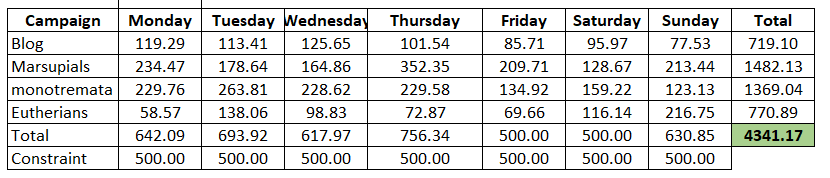 Campaign Monday Tuesday Wednesday Thursday Friday Saturday Sunday Total
Blog 119.29 113.41 125.65 101.54 85.71 95.97 77.53 719.10
Marsupials 234.47 178.64 164.86 352.35 209.71 128.67 213.44 1482.13
monotremata 229.76 263.81 228.62 229.58 134.92 159.22 123.13 1369.04
Eutherians 58.57 138.06 98.83 72.87 69.66 116.14 216.75 770.89
Total 642.09 693.92 617.97 756.34 500.00 500.00 630.85 4341.17
Constraint 500.00 500.00 500.00 500.00 500.00 500.00 500.00